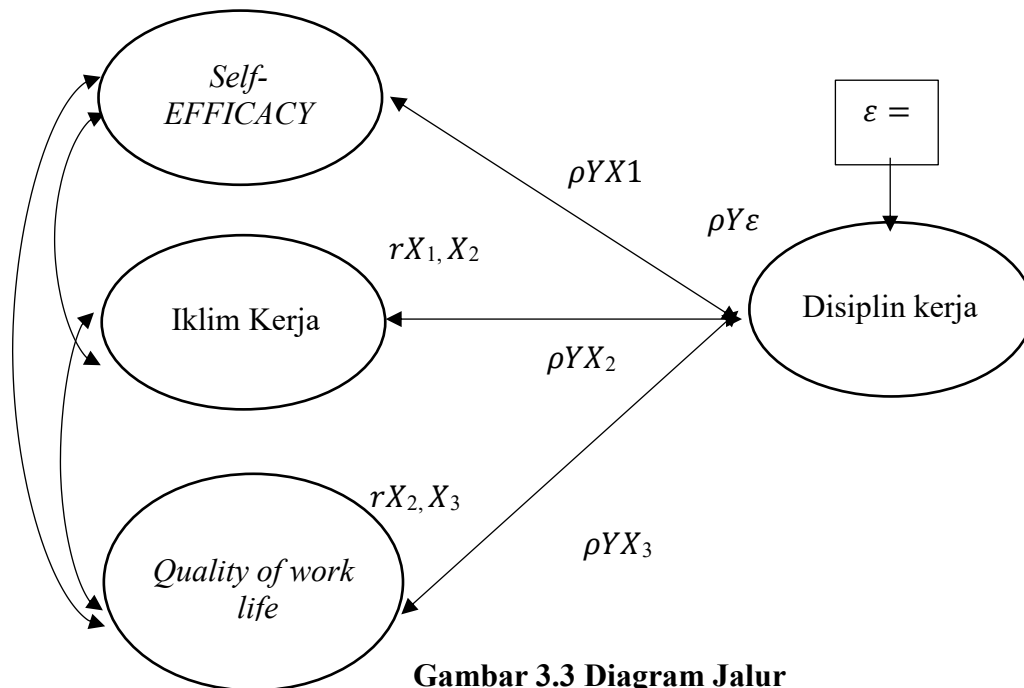 Self-
EFFICACY
ε =
ρYX1
ρYε
rX₁, X₂
Iklim Kerja
Disiplin kerja
ρYX₂
rX₂, X₃
ρYX₃
Quality of work
life
Gambar 3.3 Diagram Jalur